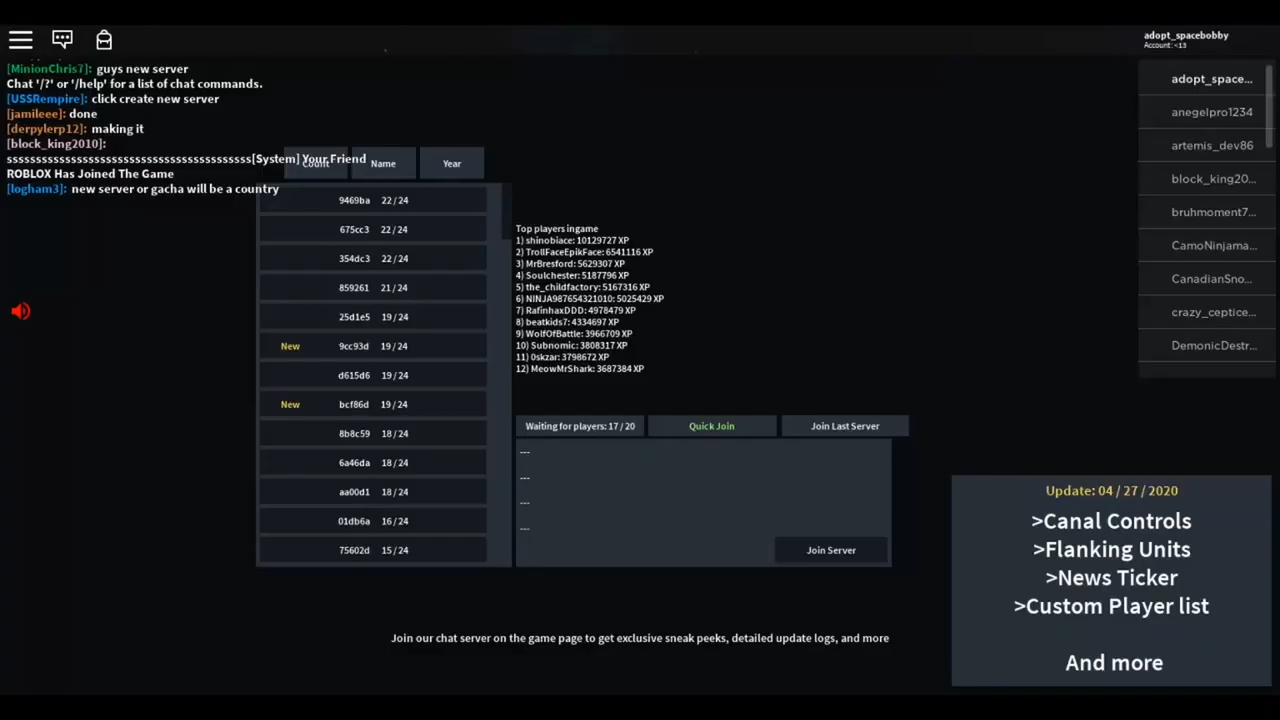 adopt_spacebobby
Account: <13
[MinionChris7]: guys new server
Chat '/?' or '/help' for a list of chat commands.
[USSRempire]: click create new server
[jamileee]: done
[derpylerp12]: making it
[block_king2010]:
sssssssssssssssssssssssssssssssssssssssssss[System] Your Friend
ROBLOX Has Joined The Game
[logham3]: new server or gacha will be a country
Count Name Year
9469ba 22 / 24
675cc3 22 / 24
354dc3 22 / 24
859261 21 / 24
25d1e5 19 / 24
New 9cc93d 19 / 24
d615d6 19 / 24
New bcf86d 19 / 24
8b8c59 18 / 24
6a46da 18 / 24
aa00d1 18 / 24
01db6a 16 / 24
75602d 15 / 24
Top players ingame
1) shinobiace: 10129727 XP
2) TrollFaceEpikFace: 6541116 XP
3) MrBresford: 5629307 XP
4) Soulchester: 5187796 XP
5) the_childfactory: 5167316 XP
6) NINJA987654321010: 5025429 XP
7) RafinhaxDDD: 4978479 XP
8) beatkids7: 4334697 XP
9) WolfOfBattle: 3966709 XP
10) Subnomic: 3808317 XP
11) 0skzar: 3798672 XP
12) MeowMrShark: 3687384 XP
Waiting for players: 17 / 20 Quick Join Join Last Server
---
---
---
---
Join Server
adopt_space...
anegelpro1234
artemis_dev86
block_king20...
bruhmoment7...
CamoNinjama...
CanadianSno...
crazy_ceptice...
DemonicDestr...
Update: 04 / 27 / 2020
>Canal Controls
>Flanking Units
>News Ticker
>Custom Player list
And more
Join our chat server on the game page to get exclusive sneak peeks, detailed update logs, and more